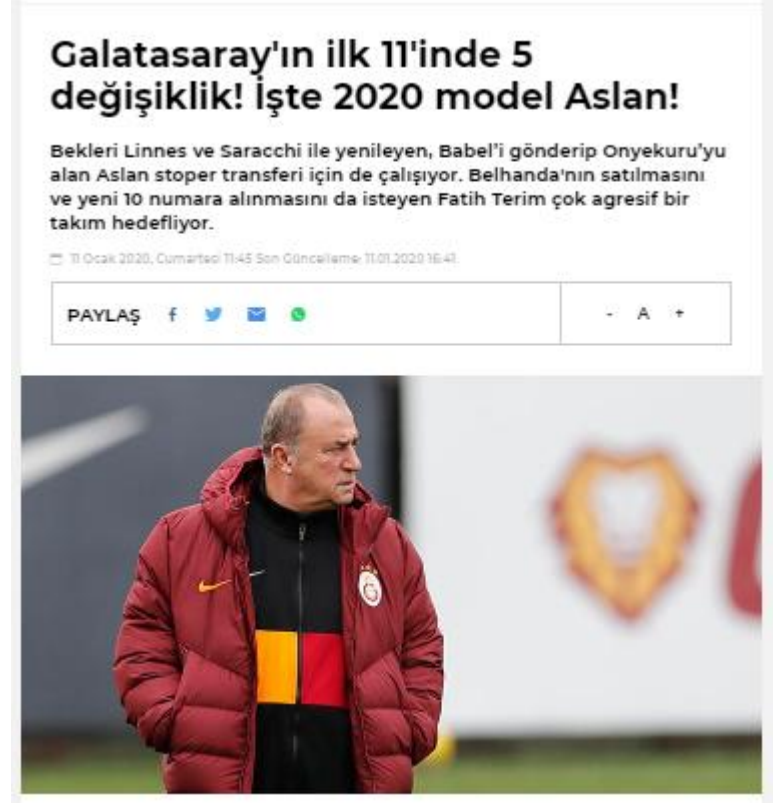 Galatasaray'ın ilk 11'inde 5
değişiklik! İşte 2020 model Aslan!
Bekleri Linnes ve Saracchi ile yenileyen, Babel'i gönderip Onyekuru'yu
alan Aslan stoper transferi için de çalışıyor. Belhanda'nın satılmasını
ve yeni 10 numara alınmasını da isteyen Fatih Terim çok agresif bir
takım hedefliyor.
11 Ocak 2020, Cumartesi 11:45 Son Güncelleme: 11.01.2020 16:41
PAYLAŞ - A +